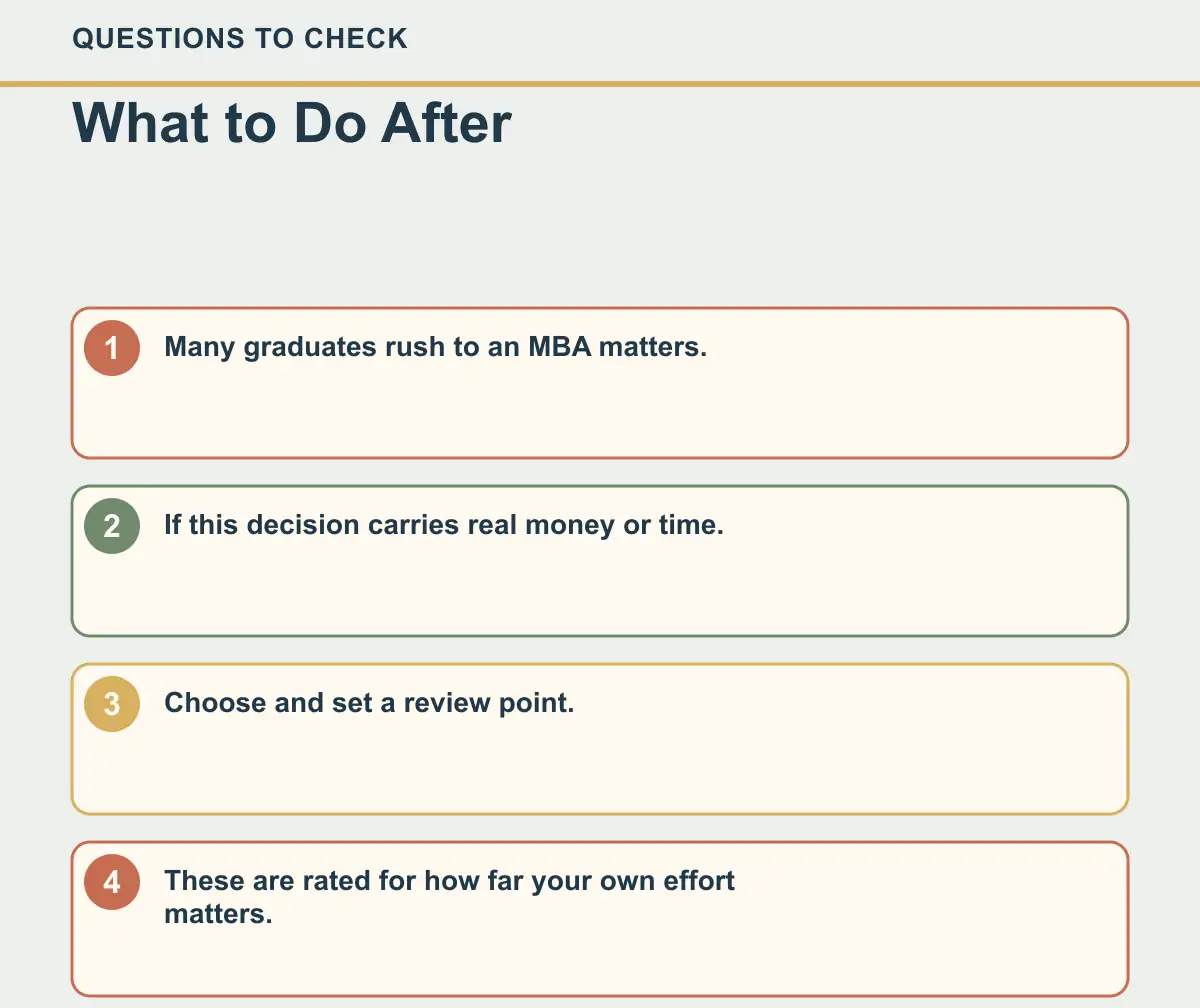 QUESTIONS TO CHECK
What to Do After
1 Many graduates rush to an MBA matters.
2 If this decision carries real money or time.
3 Choose and set a review point.
4 These are rated for how far your own effort
matters.